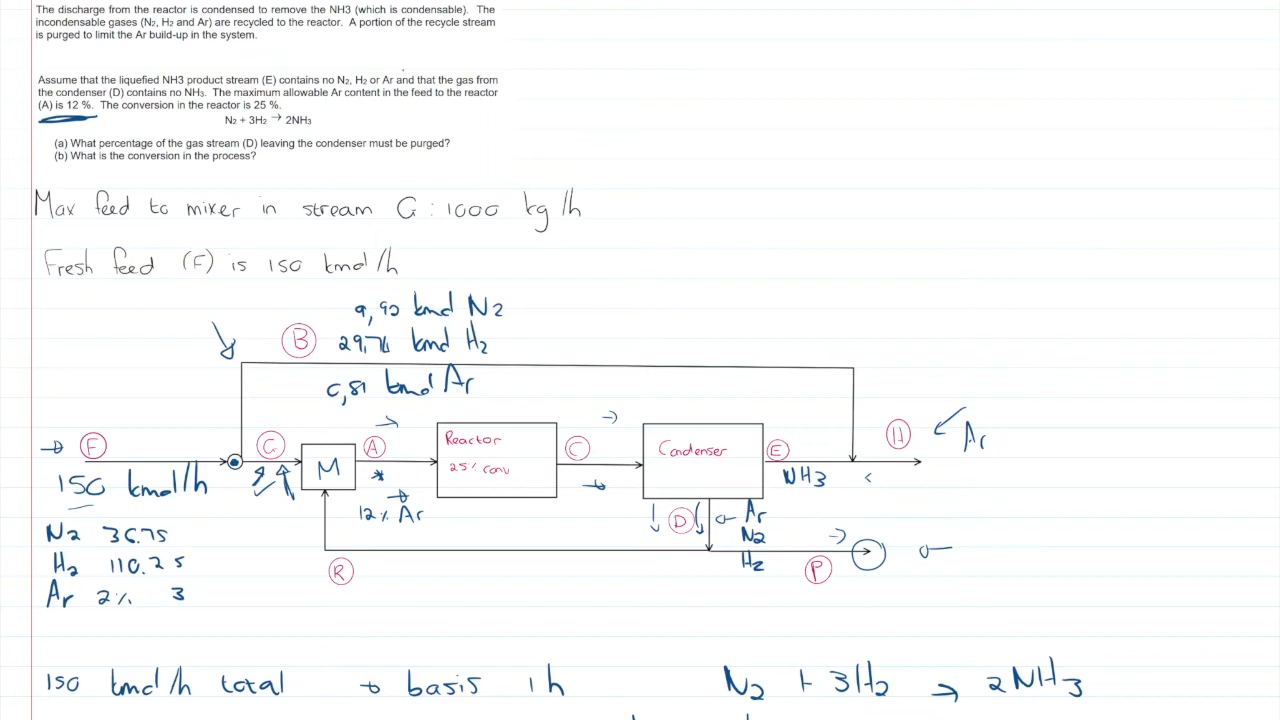 The discharge from the reactor is condensed to remove the NH3 (which is condensable). The
incondensable gases (N₂, H₂ and Ar) are recycled to the reactor. A portion of the recycle stream
is purged to limit the Ar build-up in the system.
Assume that the liquefied NH3 product stream (E) contains no N₂, H₂ or Ar and that the gas from
the condenser (D) contains no NH₃. The maximum allowable Ar content in the feed to the reactor
(A) is 12 %. The conversion in the reactor is 25 %.
N₂ + 3H₂ → 2NH₃
(a) What percentage of the gas stream (D) leaving the condenser must be purged?
(b) What is the conversion in the process?
Max feed to mixer in stream G : 1000 kg/h
Fresh feed (F) is 150 kmol/h
9,92 kmol N2
B 29,76 kmol H2
0,81 kmol Ar
F G A Reactor C Condenser E H Ar
25% conv
M
150 kmol/h
12% Ar
NH3
D Ar
N2 36.75
N2
H2 110.25
H2
R P
Ar 2% 3
150 kmol/h total → basis 1h N2 + 3H2 → 2NH3